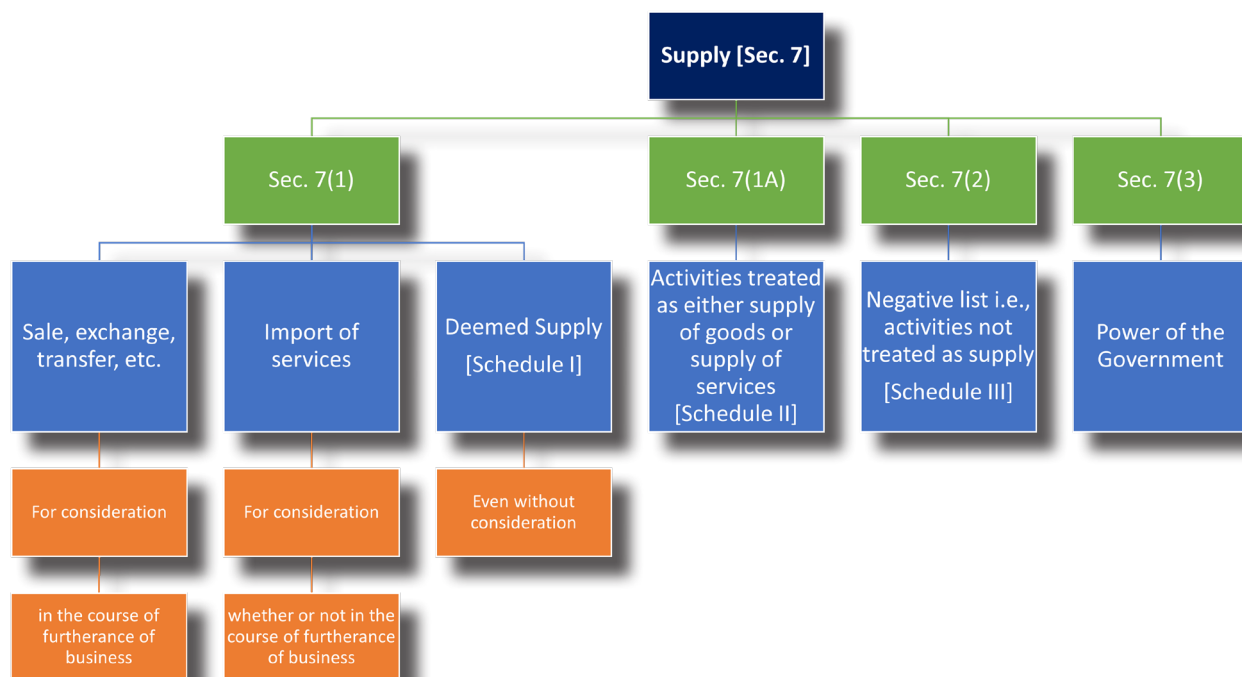 Supply [Sec. 7]
Sec. 7(1)
Sec. 7(1A)
Sec. 7(2)
Sec. 7(3)
Sale, exchange,
transfer, etc.
Import of
services
Deemed Supply
[Schedule I]
Activities treated
as either supply
of goods or
supply of
services
[Schedule II]
Negative list i.e.,
activities not
treated as supply
[Schedule III]
Power of the
Government
For consideration
For consideration
Even without
consideration
in the course of
furtherance of
business
whether or not in the
course of furtherance
of business